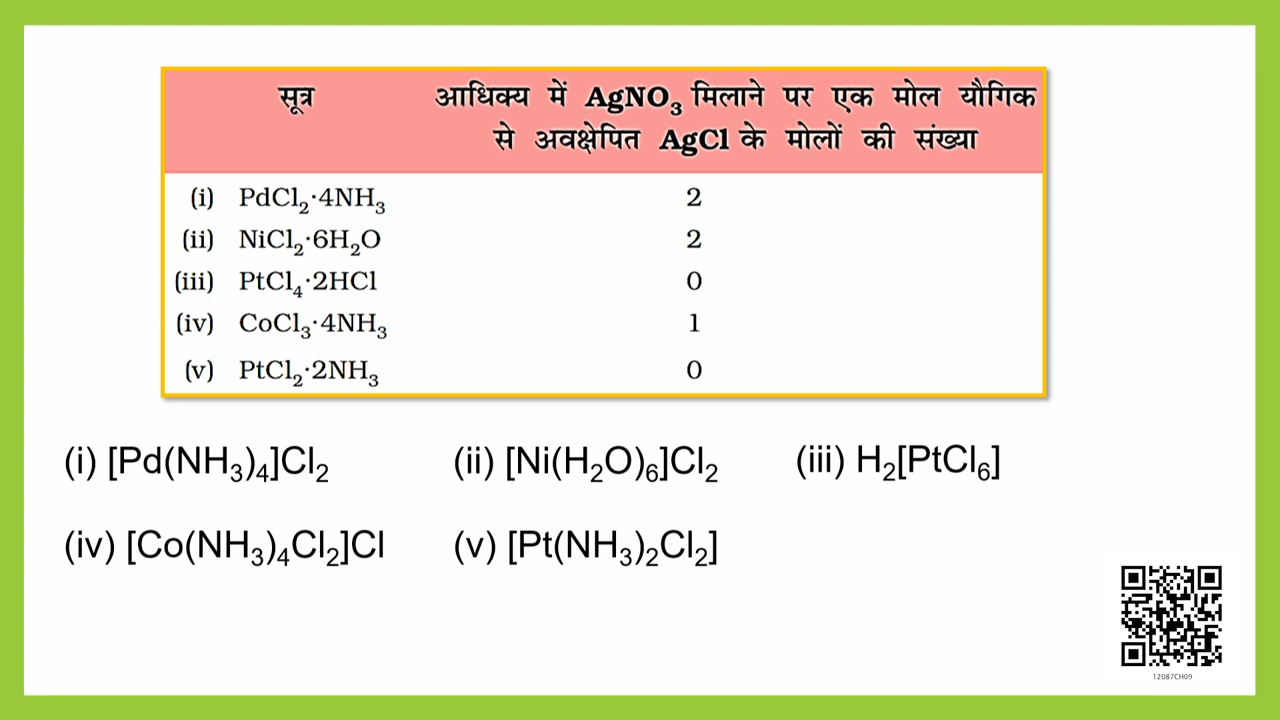 सूत्र
आधिक्य में AgNO₃ मिलाने पर एक मोल यौगिक
से अवक्षेपित AgCl के मोलों की संख्या
(i) PdCl₂·4NH₃ 2
(ii) NiCl₂·6H₂O 2
(iii) PtCl₄·2HCl 0
(iv) CoCl₃·4NH₃ 1
(v) PtCl₂·2NH₃ 0
(i) [Pd(NH₃)₄]Cl₂ (ii) [Ni(H₂O)₆]Cl₂ (iii) H₂[PtCl₆]
(iv) [Co(NH₃)₄Cl₂]Cl (v) [Pt(NH₃)₂Cl₂]
12087CH09